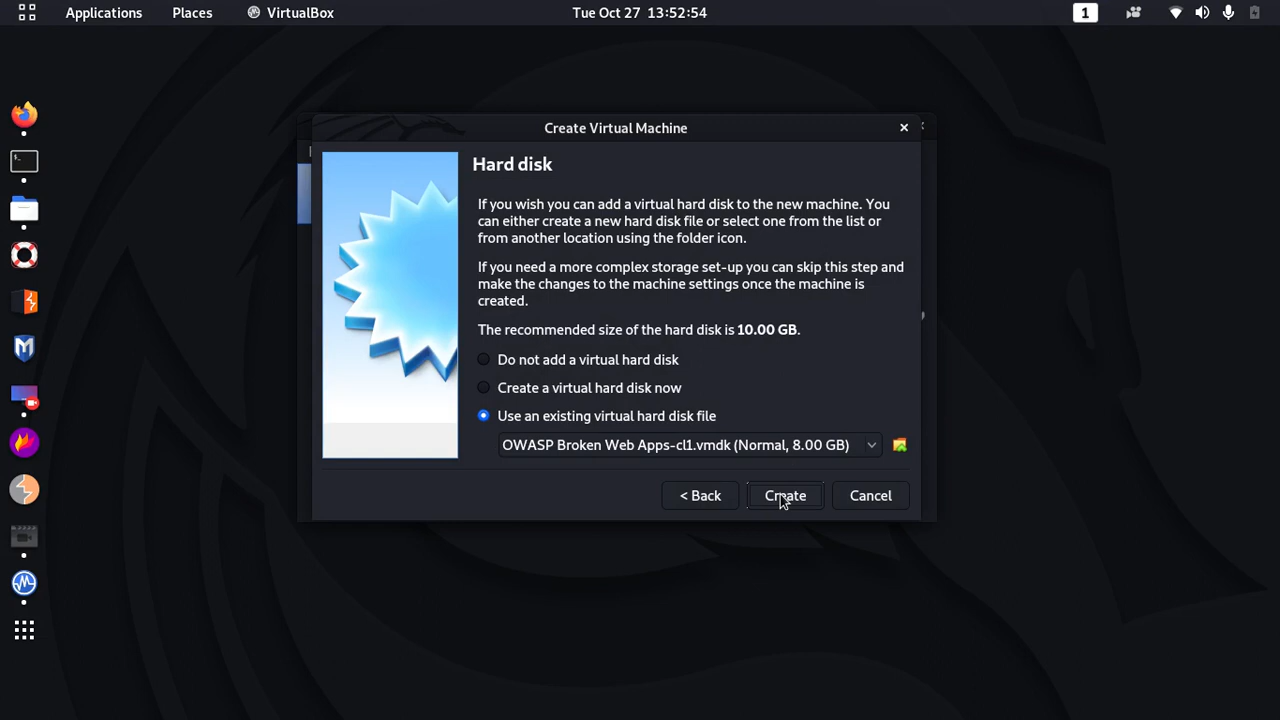 Applications Places VirtualBox Tue Oct 27 13:52:54 1
Create Virtual Machine
Hard disk
If you wish you can add a virtual hard disk to the new machine. You
can either create a new hard disk file or select one from the list or
from another location using the folder icon.
If you need a more complex storage set-up you can skip this step and
make the changes to the machine settings once the machine is
created.
The recommended size of the hard disk is 10.00 GB.
Do not add a virtual hard disk
Create a virtual hard disk now
Use an existing virtual hard disk file
OWASP Broken Web Apps-cl1.vmdk (Normal, 8.00 GB)
< Back Create Cancel